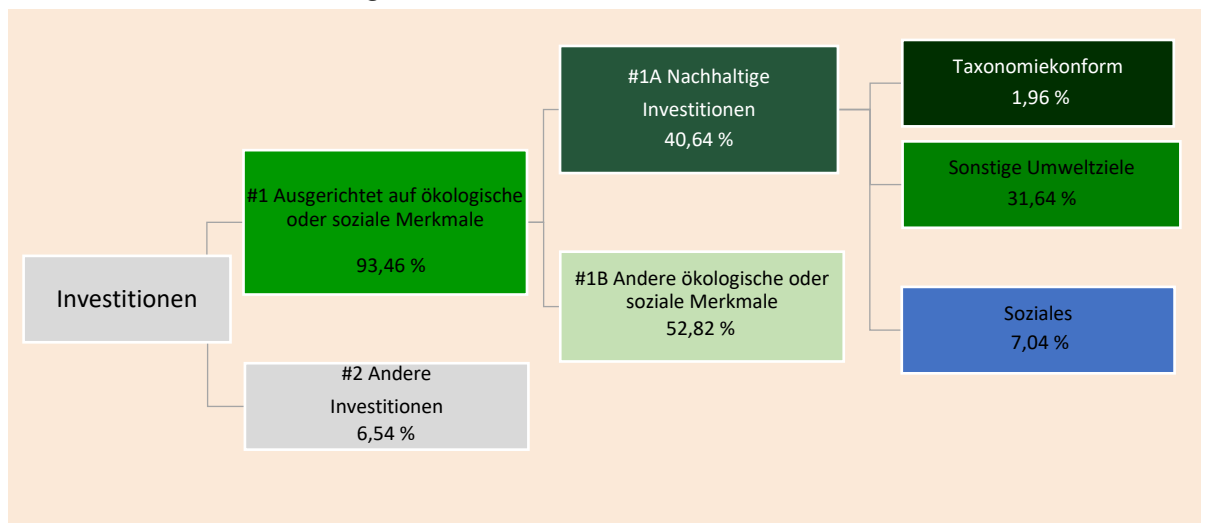 Investitionen
#1 Ausgerichtet auf ökologische
oder soziale Merkmale
93,46 %
#2 Andere
Investitionen
6,54 %
#1A Nachhaltige
Investitionen
40,64 %
#1B Andere ökologische oder
soziale Merkmale
52,82 %
Taxonomiekonform
1,96 %
Sonstige Umweltziele
31,64 %
Soziales
7,04 %